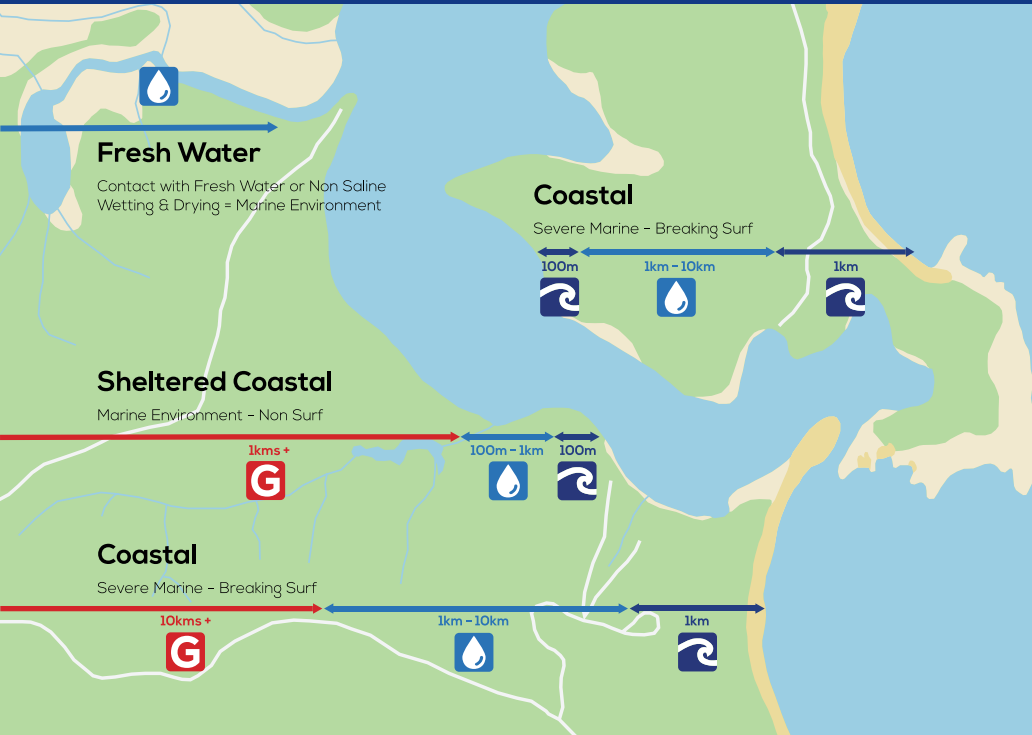 Fresh Water
Contact with Fresh Water or Non Saline
Wetting & Drying = Marine Environment
Coastal
Severe Marine – Breaking Surf
100m
1km – 10km
1km
Sheltered Coastal
Marine Environment – Non Surf
1kms +
G
100m – 1km
100m
Coastal
Severe Marine – Breaking Surf
10kms +
G
1km – 10km
1km